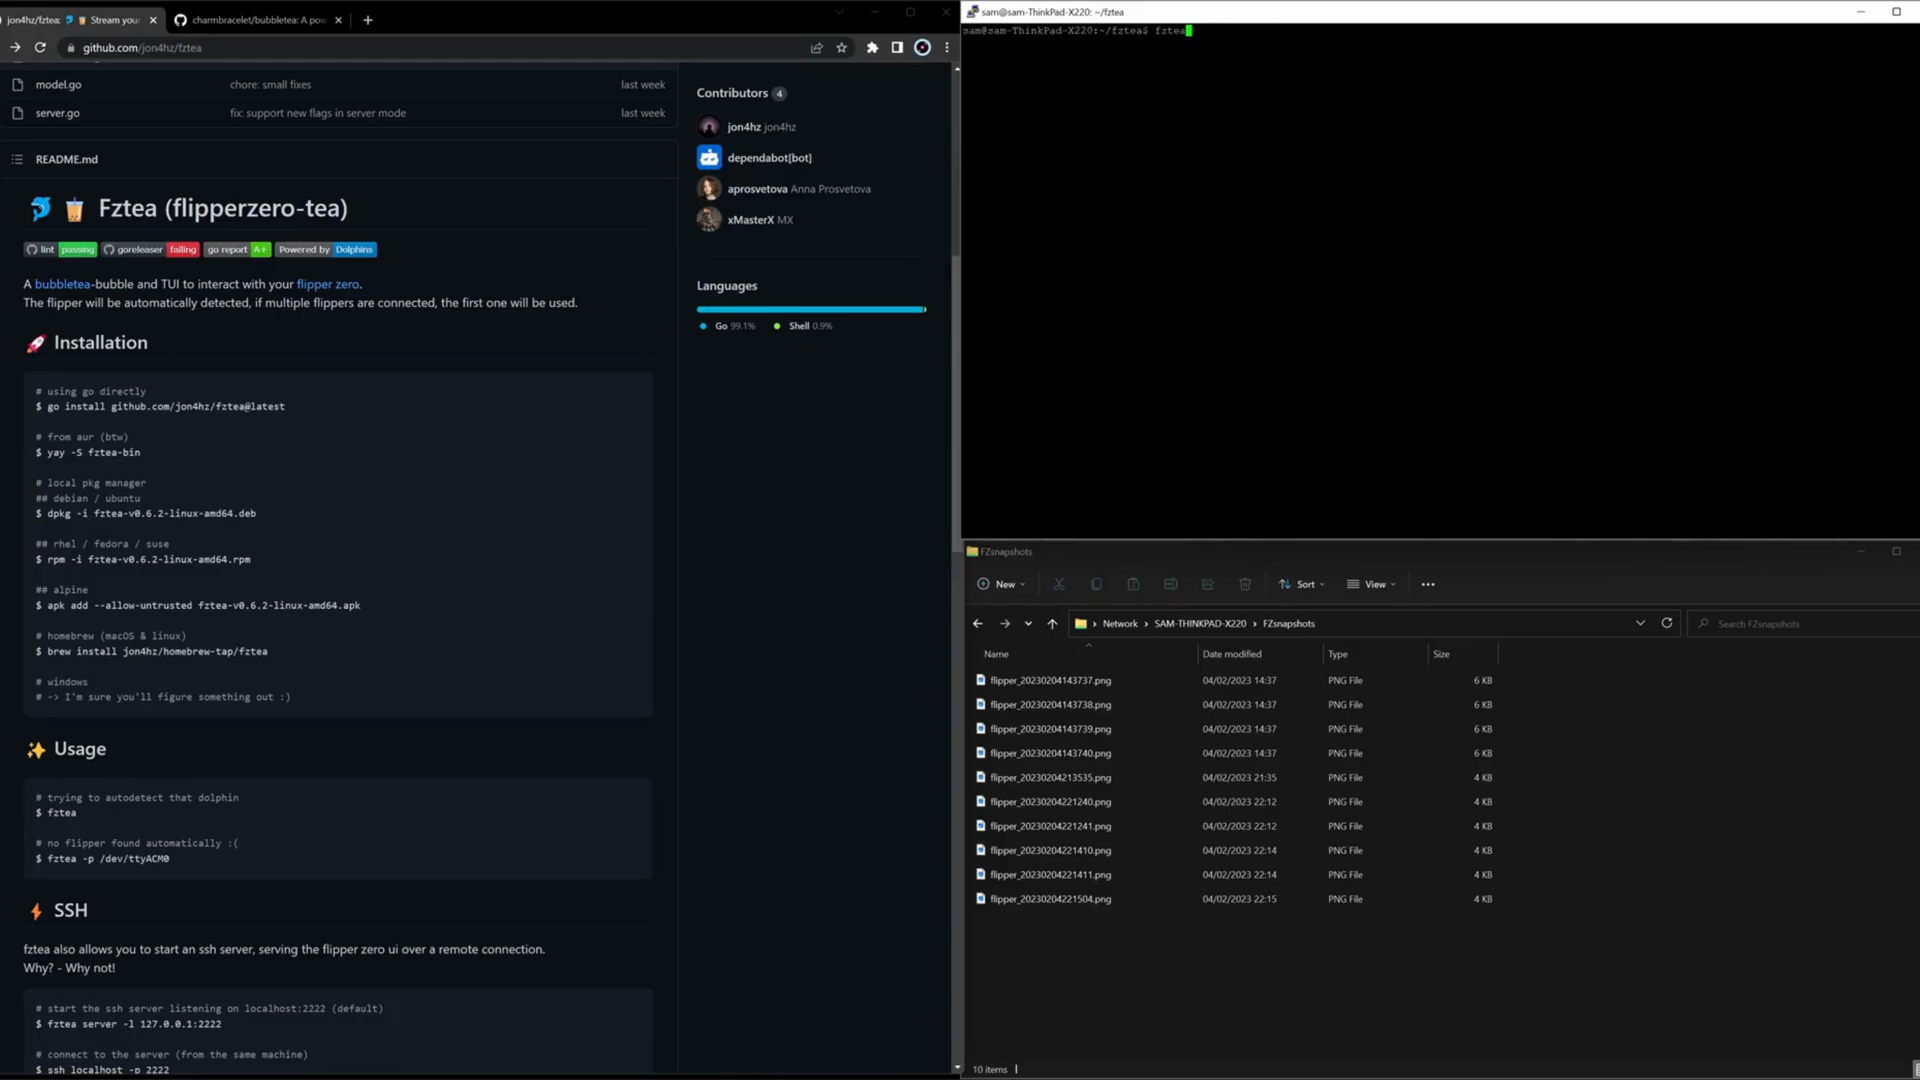 jon4hz/fztea: 🐬 🧋 Stream your
charmbracelet/bubbletea: A pow
github.com/jon4hz/fztea
model.go
chore: small fixes
last week
server.go
fix: support new flags in server mode
last week
README.md
Fztea (flipperzero-tea)
lint passing
goreleaser failing
go report A+
Powered by Dolphins
A bubbletea-bubble and TUI to interact with your flipper zero.
The flipper will be automatically detected, if multiple flippers are connected, the first one will be used.
Installation
# using go directly
$ go install github.com/jon4hz/fztea@latest
# from aur (btw)
$ yay -S fztea-bin
# local pkg manager
## debian / ubuntu
$ dpkg -i fztea-v0.6.2-linux-amd64.deb
## rhel / fedora / suse
$ rpm -i fztea-v0.6.2-linux-amd64.rpm
## alpine
$ apk add --allow-untrusted fztea-v0.6.2-linux-amd64.apk
# homebrew (macOS & linux)
$ brew install jon4hz/homebrew-tap/fztea
# windows
# -> I'm sure you'll figure something out :)
Usage
# trying to autodetect that dolphin
$ fztea
# no flipper found automatically :(
$ fztea -p /dev/ttyACM0
SSH
fztea also allows you to start an ssh server, serving the flipper zero ui over a remote connection.
Why? - Why not!
# start the ssh server listening on localhost:2222 (default)
$ fztea server -l 127.0.0.1:2222
# connect to the server (from the same machine)
$ ssh localhost -p 2222
Contributors 4
jon4hz jon4hz
dependabot[bot]
aprosvetova Anna Prosvetova
xMasterX MX
Languages
Go 99.1%
Shell 0.9%
sam@sam-ThinkPad-X220: ~/fztea
sam@sam-ThinkPad-X220:~/fztea$ fztea
FZsnapshots
New
Sort
View
Network › SAM-THINKPAD-X220 › FZsnapshots
Search FZsnapshots
Name Date modified Type Size
flipper_20230204143737.png 04/02/2023 14:37 PNG File 6 KB
flipper_20230204143738.png 04/02/2023 14:37 PNG File 6 KB
flipper_20230204143739.png 04/02/2023 14:37 PNG File 6 KB
flipper_20230204143740.png 04/02/2023 14:37 PNG File 6 KB
flipper_20230204213535.png 04/02/2023 21:35 PNG File 4 KB
flipper_20230204221240.png 04/02/2023 22:12 PNG File 4 KB
flipper_20230204221241.png 04/02/2023 22:12 PNG File 4 KB
flipper_20230204221410.png 04/02/2023 22:14 PNG File 4 KB
flipper_20230204221411.png 04/02/2023 22:14 PNG File 4 KB
flipper_20230204221504.png 04/02/2023 22:15 PNG File 4 KB
10 items